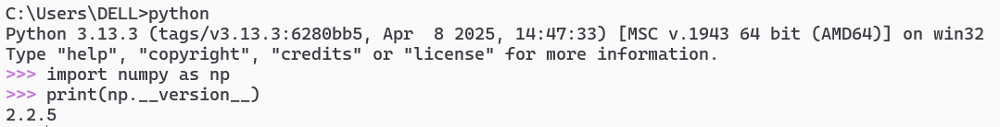 C:\Users\DELL>python
Python 3.13.3 (tags/v3.13.3:6280bb5, Apr  8 2025, 14:47:33) [MSC v.1943 64 bit (AMD64)] on win32
Type "help", "copyright", "credits" or "license" for more information.
>>> import numpy as np
>>> print(np.__version__)
2.2.5